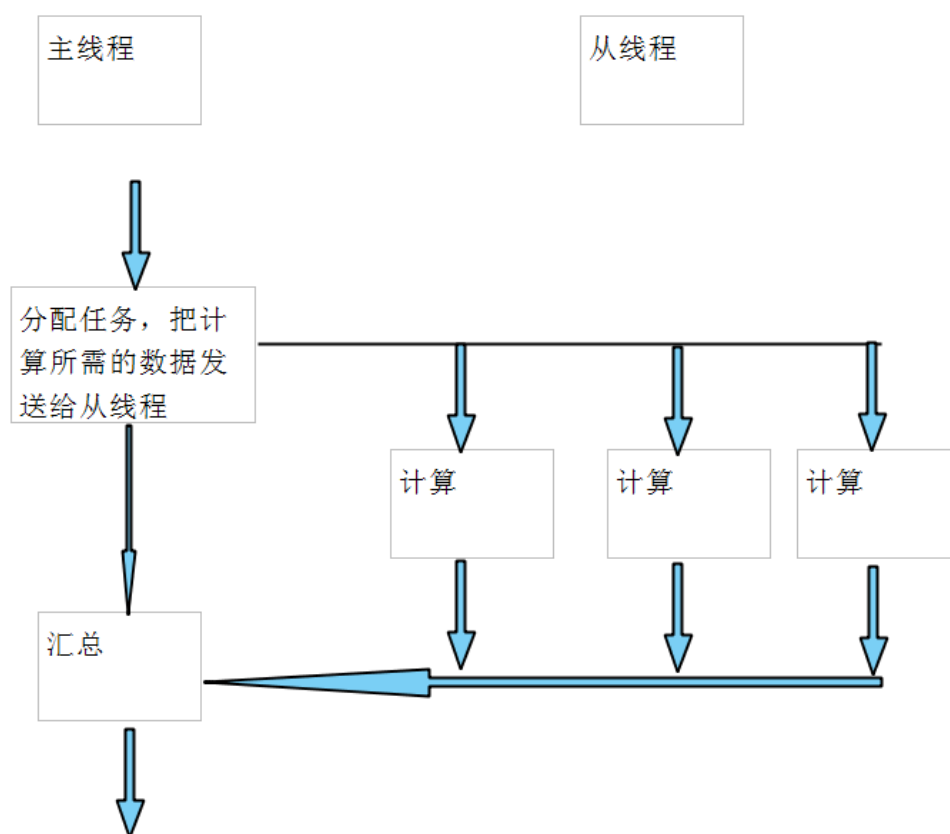 主线程
从线程
分配任务，把计
算所需的数据发
送给从线程
计算
计算
计算
汇总